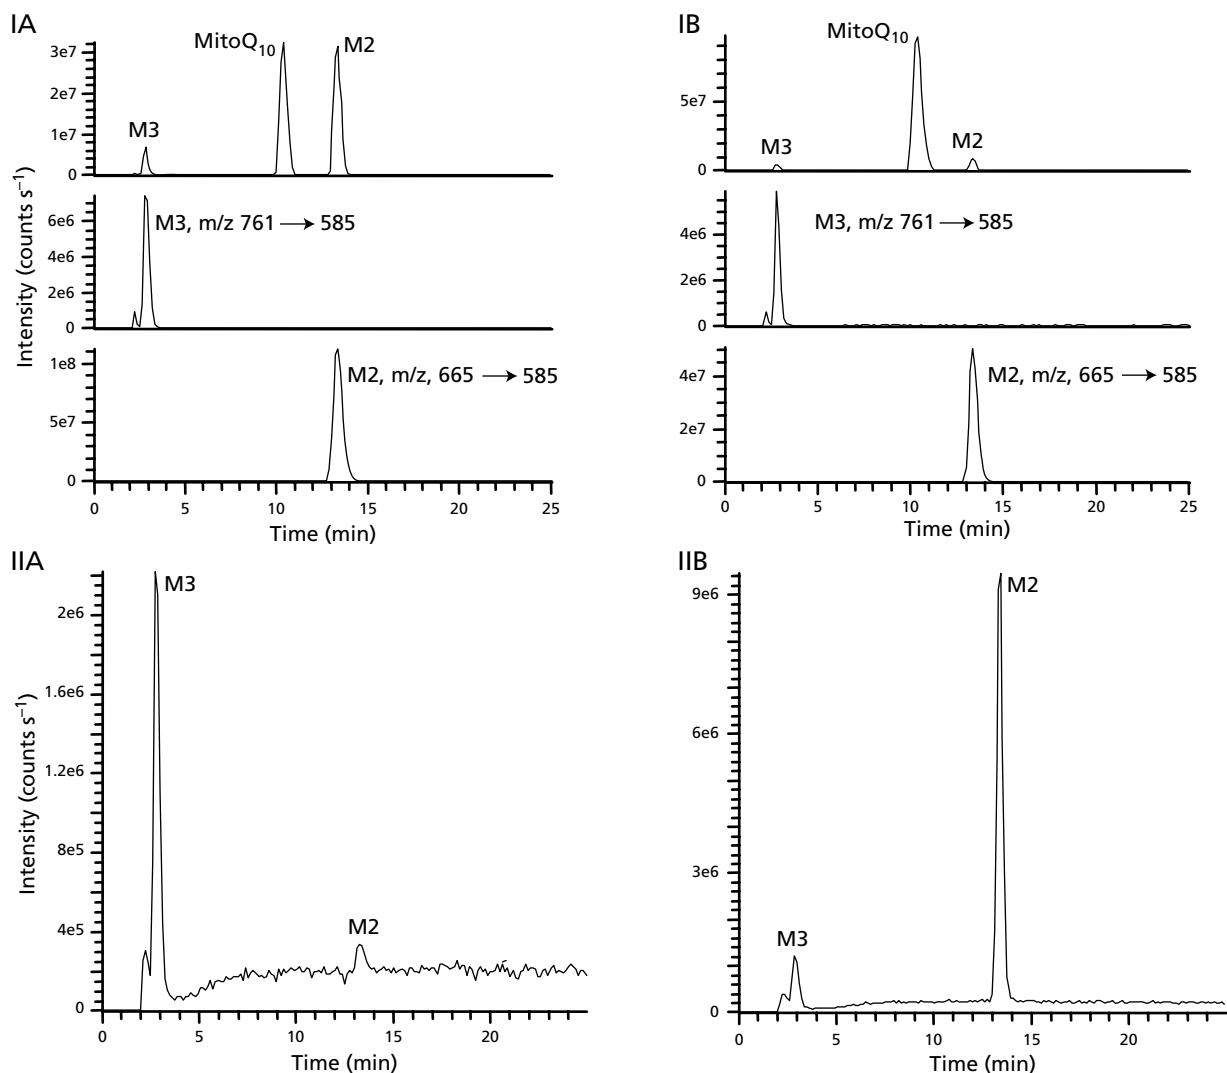 IA
MitoQ10
M2
M3
3e7
2e7
1e7
0
M3, m/z 761 → 585
6e6
4e6
2e6
0
M2, m/z, 665 → 585
1e8
5e7
0
0 5 10 15 20 25
Time (min)
Intensity (counts s⁻¹)
IB
MitoQ10
M2
M3
5e7
0
M3, m/z 761 → 585
4e6
2e6
0
M2, m/z, 665 → 585
4e7
2e7
0
0 5 10 15 20 25
Time (min)
IIA
M3
M2
2e6
1.6e6
1.2e6
8e5
4e5
0
0 5 10 15 20
Time (min)
Intensity (counts s⁻¹)
IIB
M2
M3
9e6
6e6
3e6
0
0 5 10 15 20
Time (min)